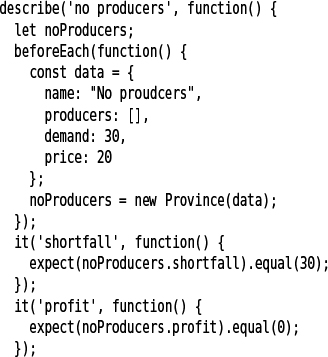 describe('no producers', function() {
  let noProducers;
  beforeEach(function() {
    const data = {
      name: "No proudcers",
      producers: [],
      demand: 30,
      price: 20
    };
    noProducers = new Province(data);
  });
  it('shortfall', function() {
    expect(noProducers.shortfall).equal(30);
  });
  it('profit', function() {
    expect(noProducers.profit).equal(0);
  });